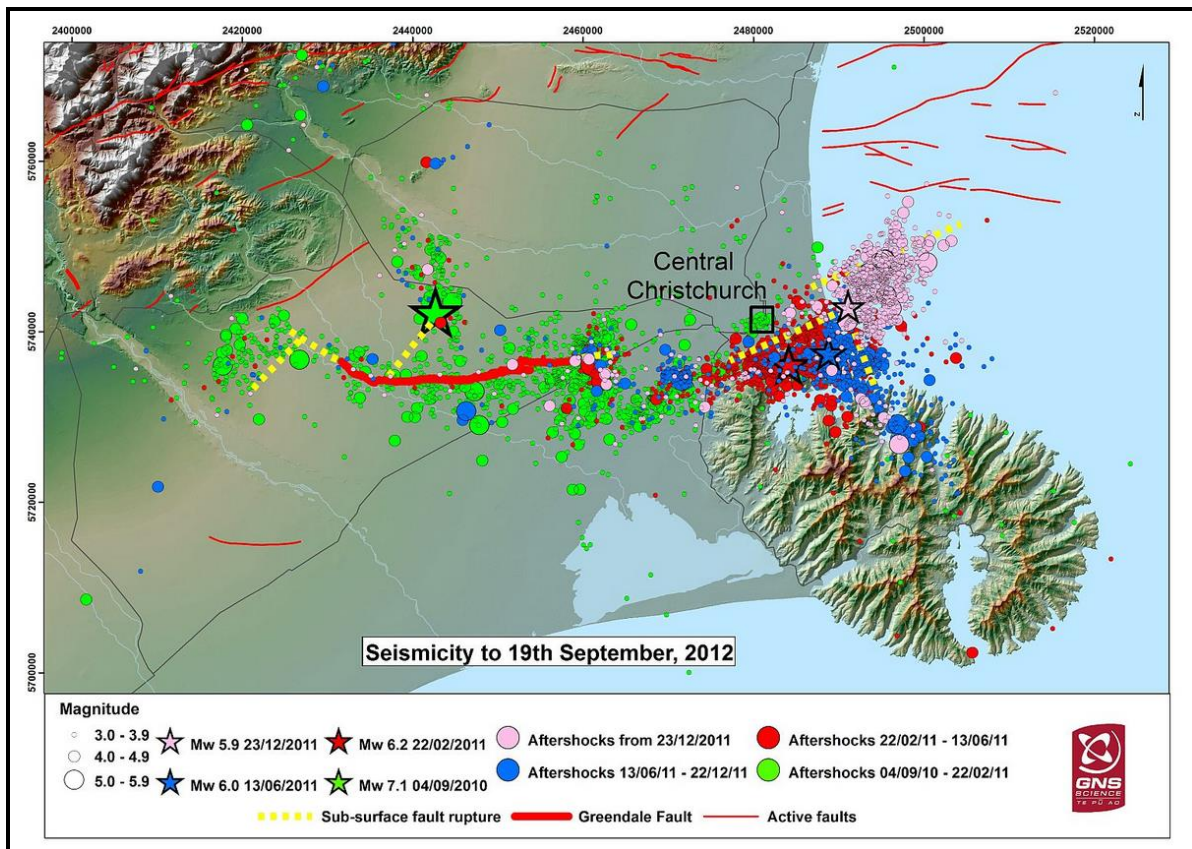 2400000
2420000
2440000
2460000
2480000
2500000
2520000
5760000
5740000
5720000
5700000
N
Central
Christchurch
Seismicity to 19th September, 2012
Magnitude
3.0 - 3.9
4.0 - 4.9
5.0 - 5.9
Mw 5.9 23/12/2011
Mw 6.0 13/06/2011
Mw 6.2 22/02/2011
Mw 7.1 04/09/2010
Aftershocks from 23/12/2011
Aftershocks 13/06/11 - 22/12/11
Aftershocks 22/02/11 - 13/06/11
Aftershocks 04/09/10 - 22/02/11
Sub-surface fault rupture
Greendale Fault
Active faults
GNS
SCIENCE
TE PŪ AO